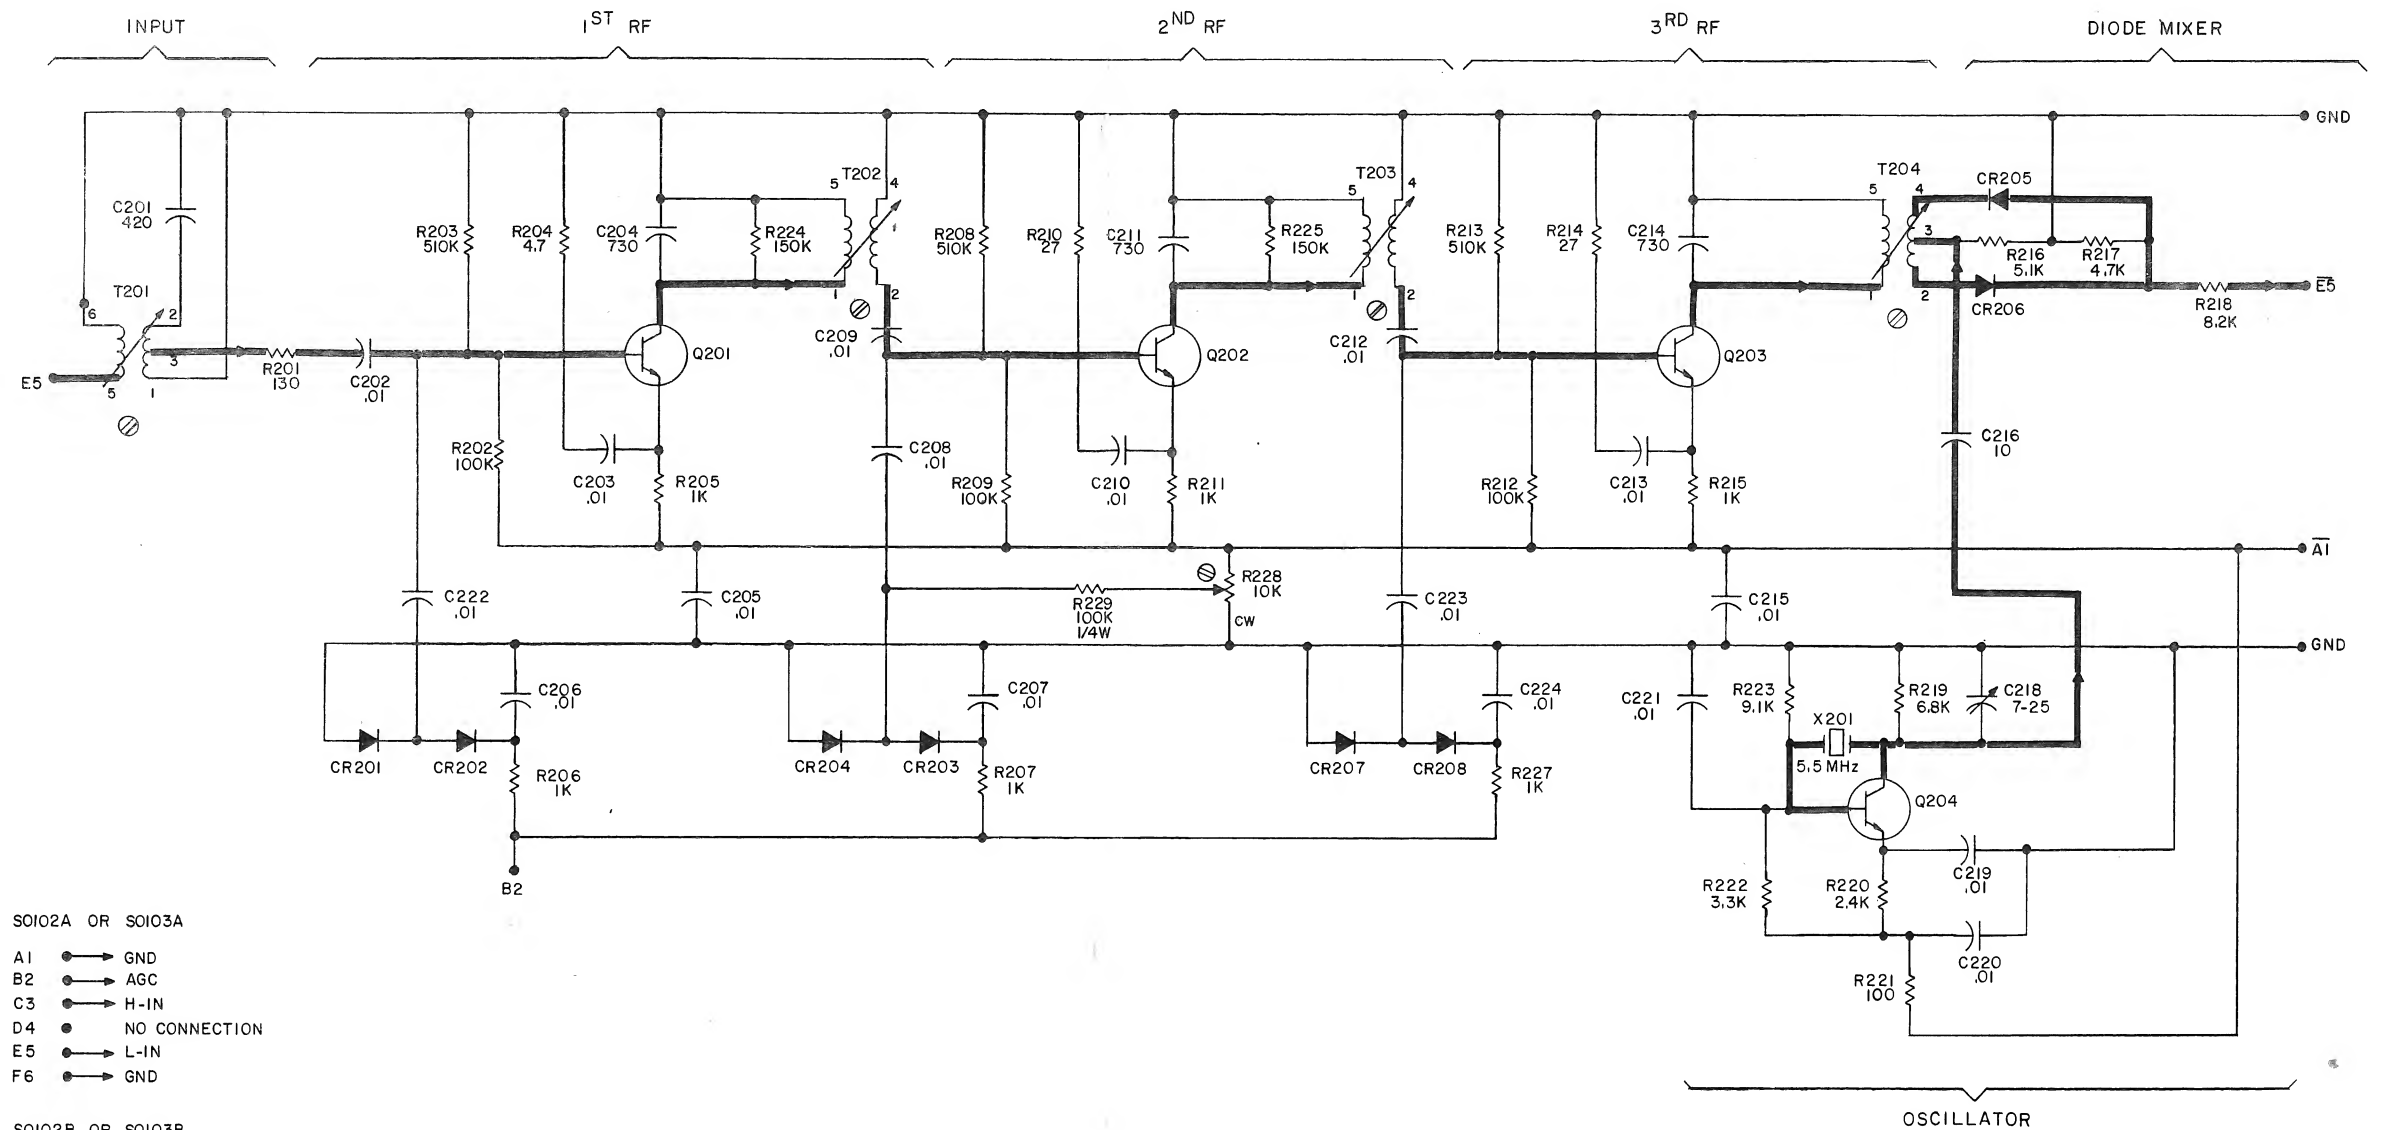 INPUT
1ST RF
2ND RF
3RD RF
DIODE MIXER
GND
C201
420
T201
6
2
3
5
1
E5
R201
130
C202
.01
R203
510K
R204
4.7
C204
730
R224
150K
T202
5
4
1
2
Q201
C209
.01
R202
100K
C203
.01
R205
1K
C208
.01
R208
510K
R210
27
C211
730
R225
150K
T203
5
4
1
2
Q202
C212
.01
R209
100K
C210
.01
R211
1K
R213
510K
R214
27
C214
730
T204
5
4
3
1
2
Q203
R212
100K
C213
.01
R215
1K
CR205
R216
5.1K
R217
4.7K
CR206
R218
8.2K
E5
C216
10
A1
C222
.01
C205
.01
R229
100K
1/4W
R228
10K
CW
C223
.01
C215
.01
GND
C206
.01
CR201
CR202
R206
1K
C207
.01
CR204
CR203
R207
1K
C224
.01
CR207
CR208
R227
1K
B2
C221
.01
R223
9.1K
X201
5.5 MHz
R219
6.8K
C218
7-25
Q204
R222
3.3K
R220
2.4K
C219
.01
C220
.01
R221
100
OSCILLATOR
SO102A OR SO103A
A1 GND
B2 AGC
C3 H-IN
D4 NO CONNECTION
E5 L-IN
F6 GND
SO102B OR SO103B